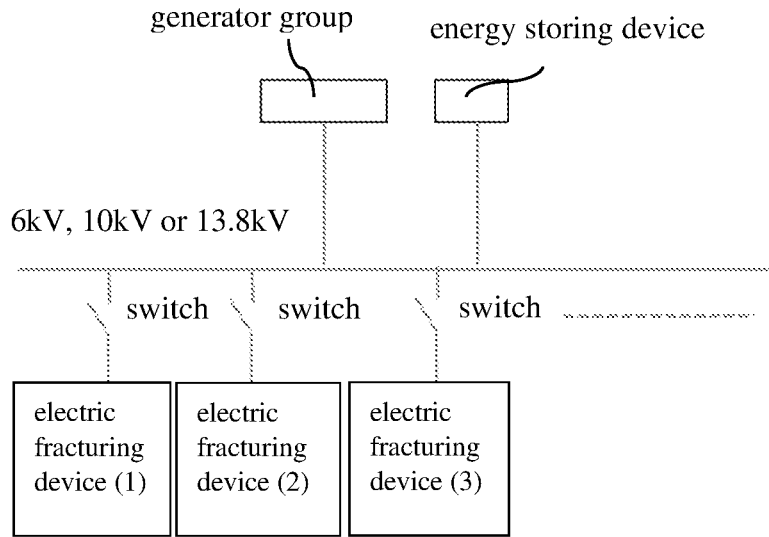 generator group
energy storing device
6kV, 10kV or 13.8kV
switch
switch
switch
electric
fracturing
device (1)
electric
fracturing
device (2)
electric
fracturing
device (3)